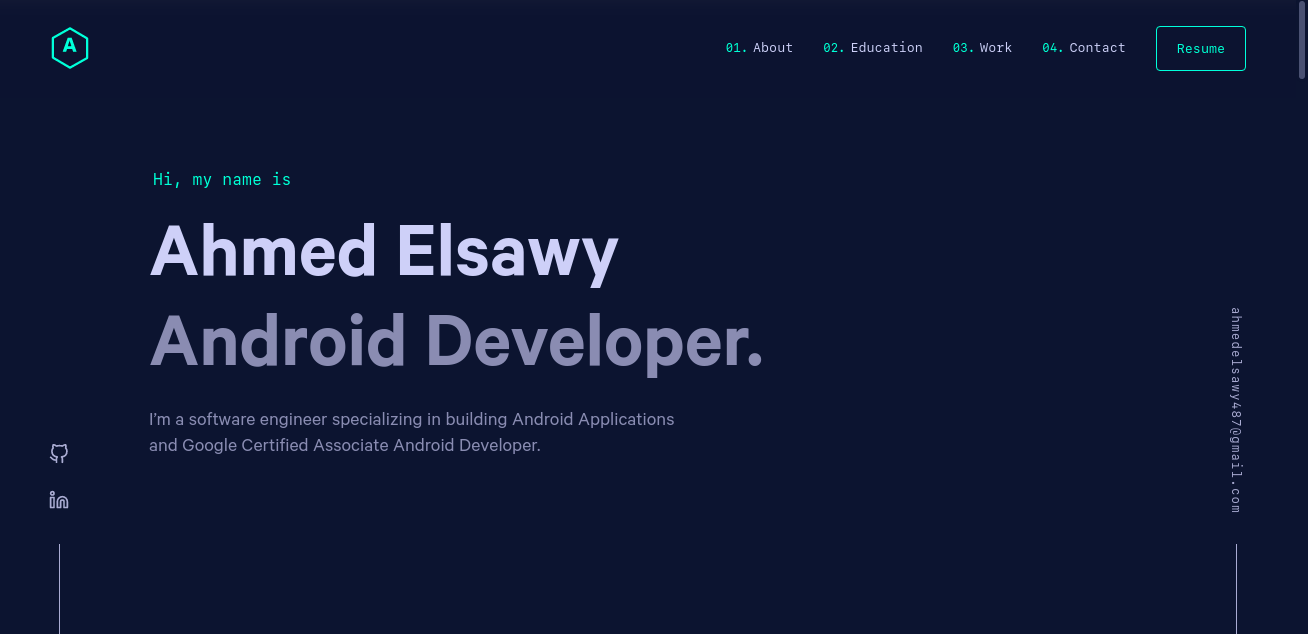 A
01. About
02. Education
03. Work
04. Contact
Resume
Hi, my name is
Ahmed Elsawy
Android Developer.
I'm a software engineer specializing in building Android Applications
and Google Certified Associate Android Developer.
in
ahmedelsawy487@gmail.com